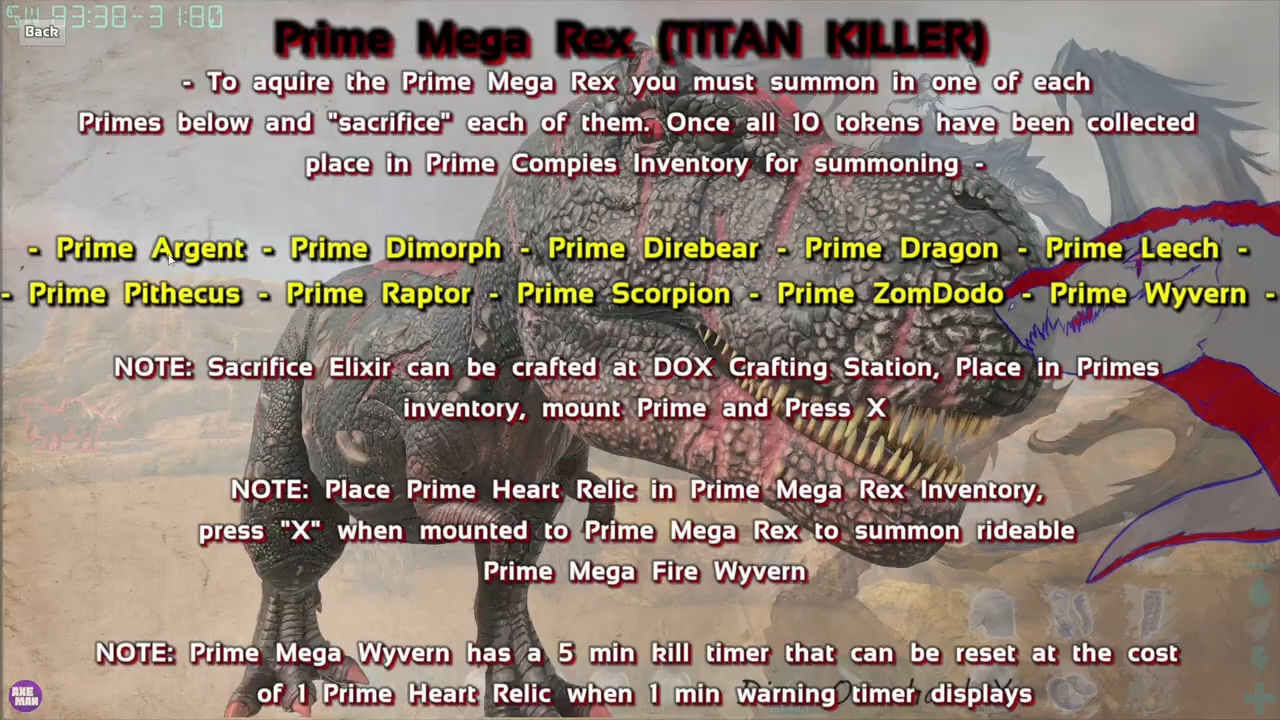 SW 93:38-31:80
Back
Prime Mega Rex (TITAN KILLER)
- To aquire the Prime Mega Rex you must summon in one of each
Primes below and "sacrifice" each of them. Once all 10 tokens have been collected
place in Prime Compies Inventory for summoning -
- Prime Argent - Prime Dimorph - Prime Direbear - Prime Dragon - Prime Leech -
- Prime Pithecus - Prime Raptor - Prime Scorpion - Prime ZomDodo - Prime Wyvern -
NOTE: Sacrifice Elixir can be crafted at DOX Crafting Station, Place in Primes
inventory, mount Prime and Press X
NOTE: Place Prime Heart Relic in Prime Mega Rex Inventory,
press "X" when mounted to Prime Mega Rex to summon rideable
Prime Mega Fire Wyvern
NOTE: Prime Mega Wyvern has a 5 min kill timer that can be reset at the cost
of 1 Prime Heart Relic when 1 min warning timer displays
AXE
MAN